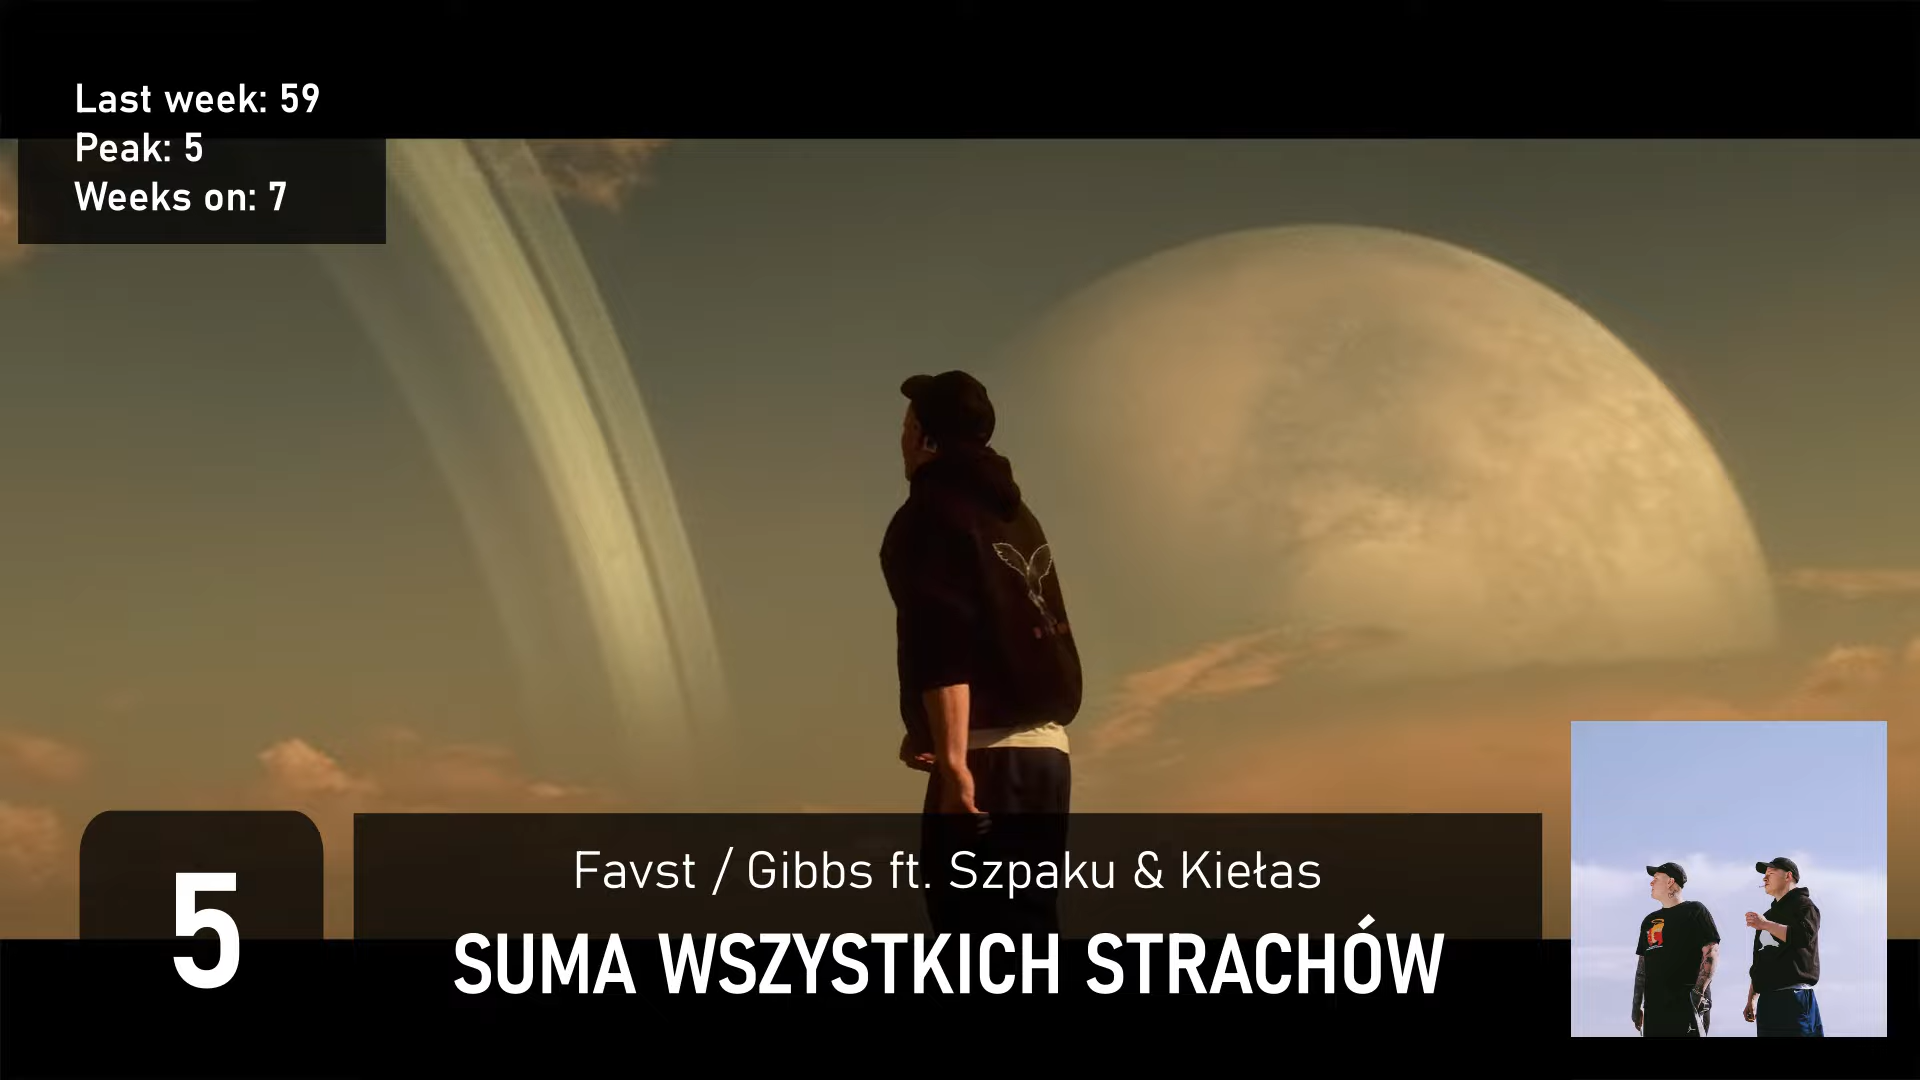 Last week: 59
Peak: 5
Weeks on: 7
5
Favst / Gibbs ft. Szpaku & Kiełas
SUMA WSZYSTKICH STRACHÓW